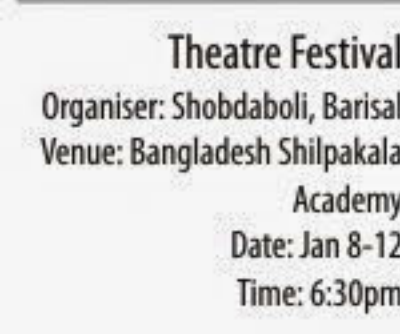 Theatre Festival
Organiser: Shobdaboli, Barisal
Venue: Bangladesh Shilpakala
Academy
Date: Jan 8-12
Time: 6:30pm